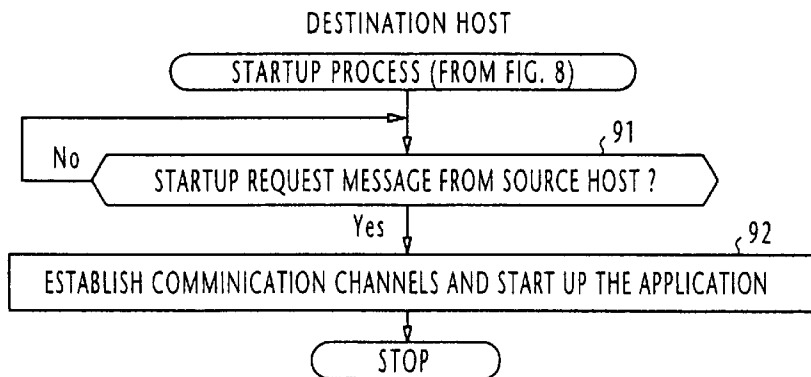 DESTINATION HOST
STARTUP PROCESS (FROM FIG. 8)
91
No
STARTUP REQUEST MESSAGE FROM SOURCE HOST ?
Yes
92
ESTABLISH COMMINICATION CHANNELS AND START UP THE APPLICATION
STOP